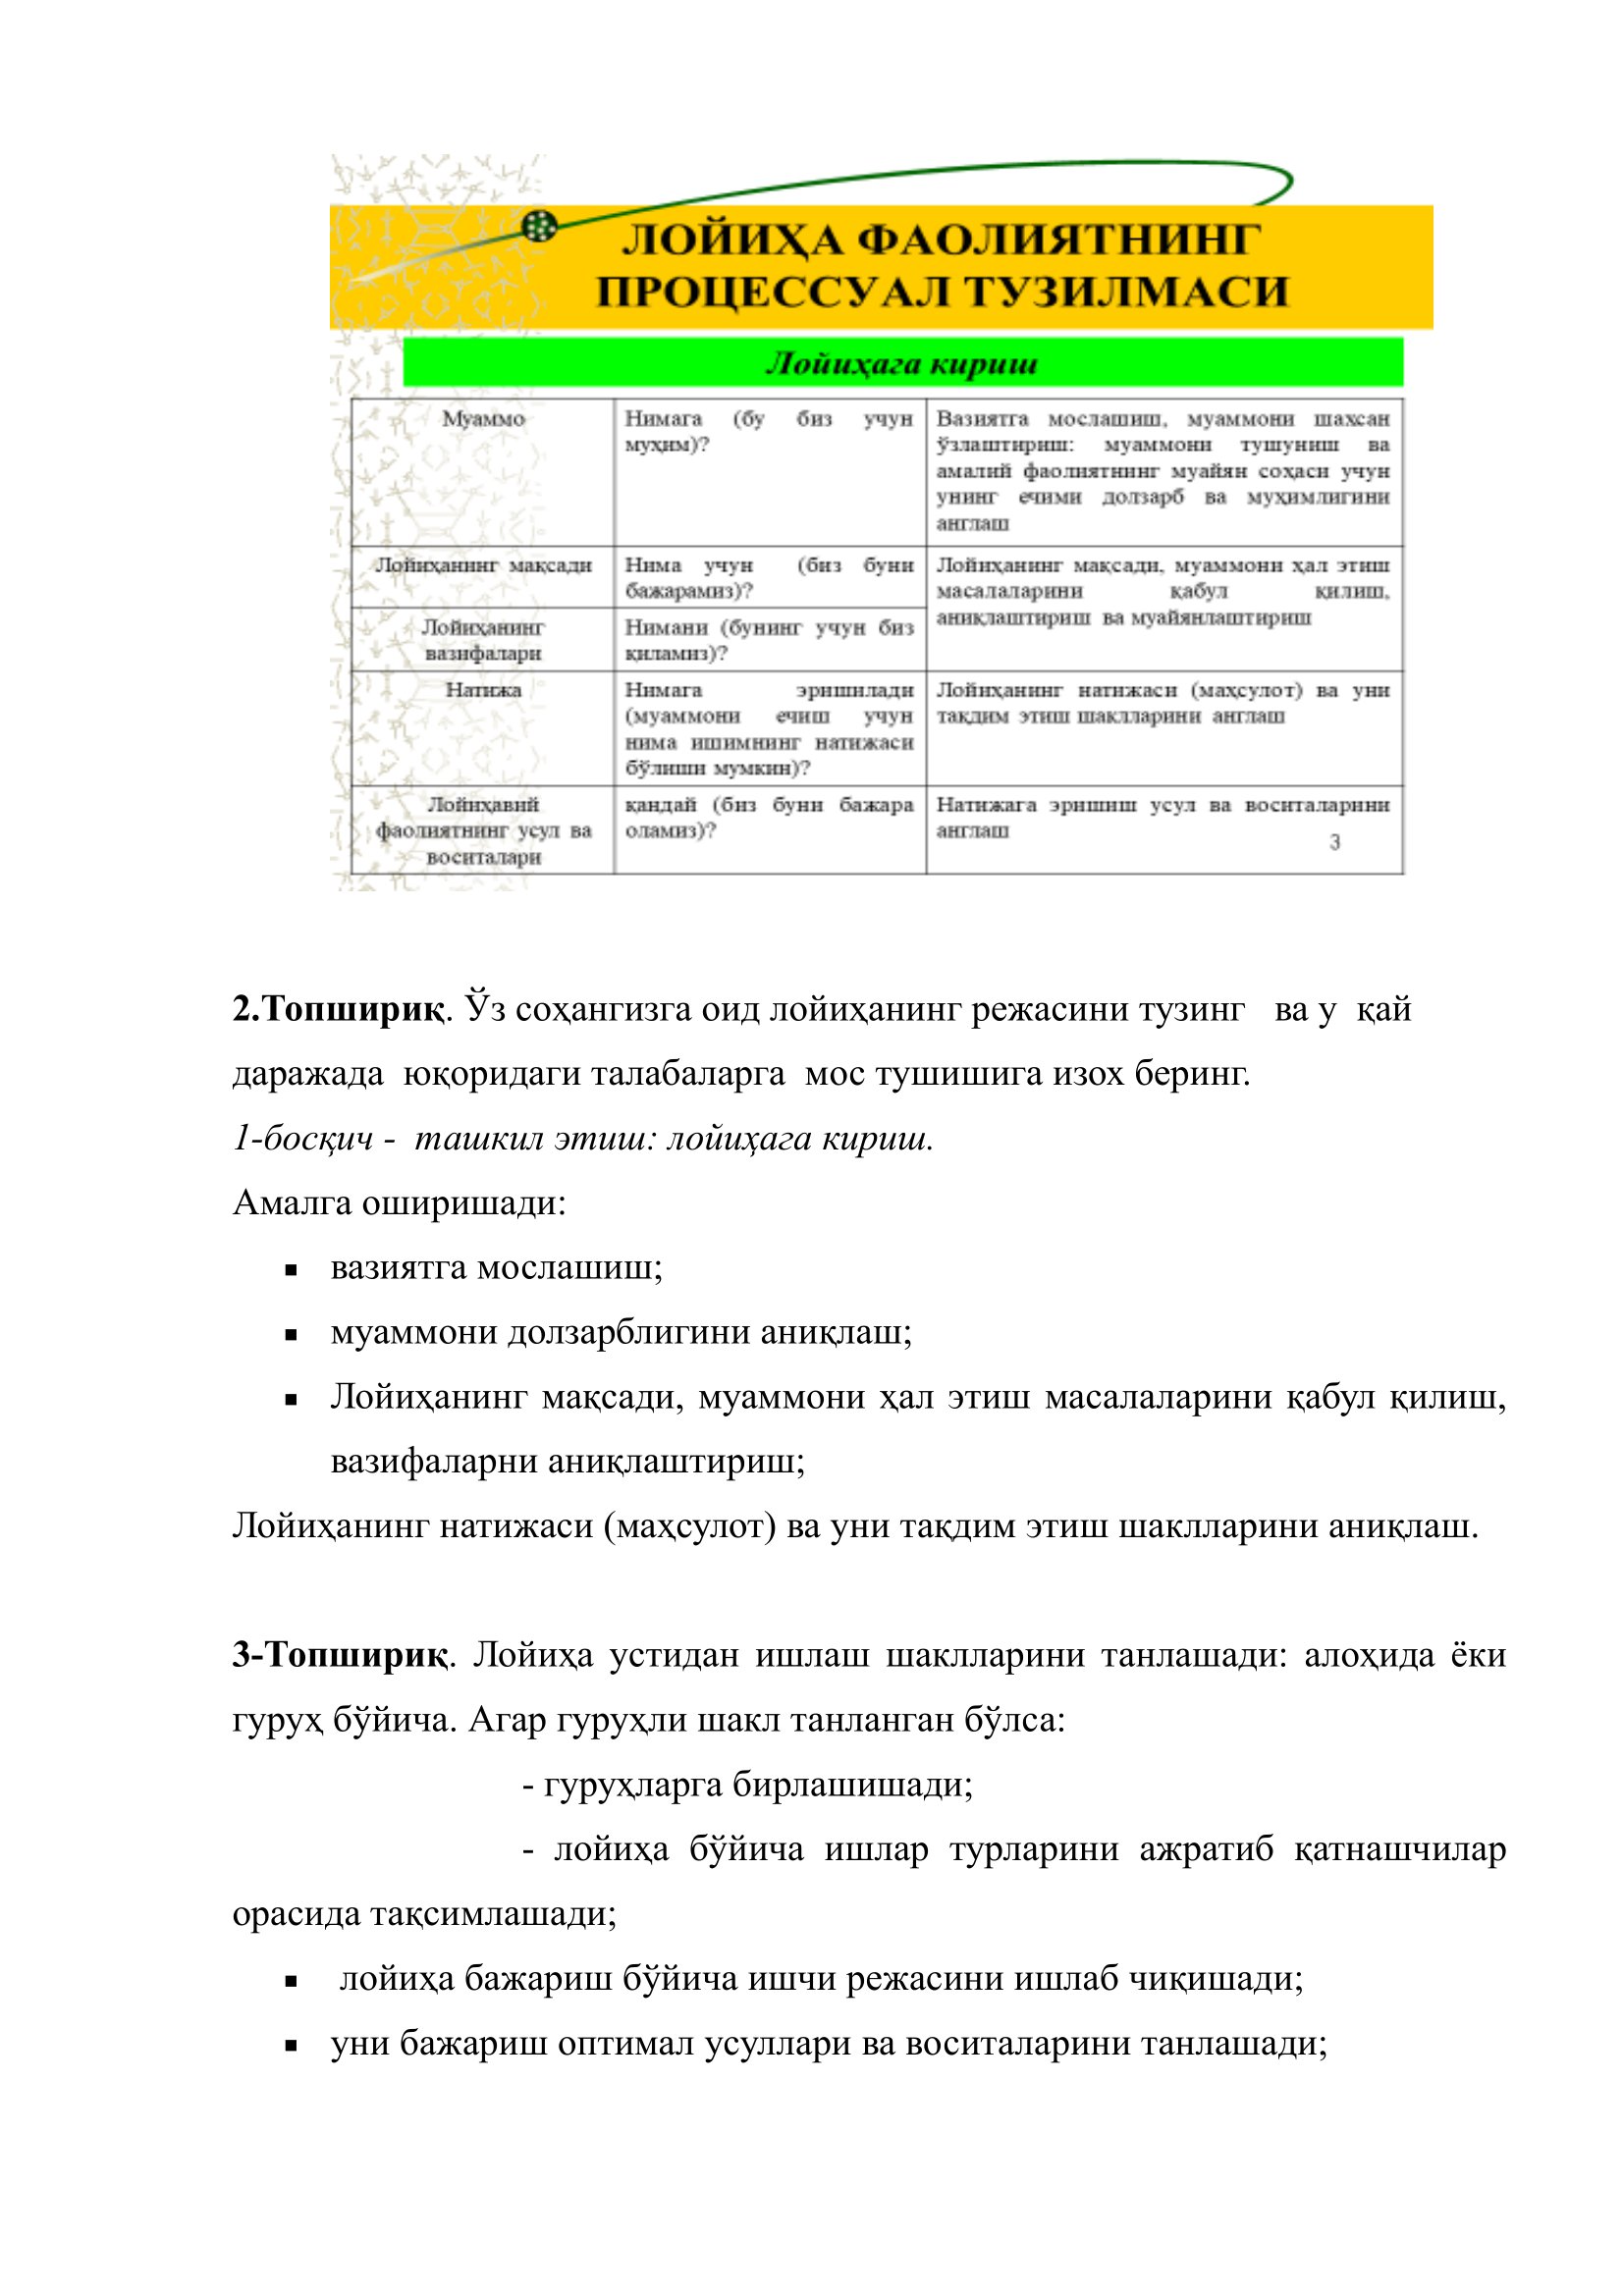 ЛОЙИҲА ФАОЛИЯТНИНГ
ПРОЦЕССУАЛ ТУЗИЛМАСИ
Лойиҳага кириш
Муаммо
Нимага (бу биз учун
муҳим)?
Вазиятга мослашиш, муаммони шахсан
ўзлаштириш: муаммони тушуниш ва
амалий фаолиятнинг муайян соҳаси учун
унинг ечими долзарб ва муҳимлигини
англаш
Лойиҳанинг мақсади
Нима учун (биз буни
бажарамиз)?
Лойиҳанинг мақсади, муаммони ҳал этиш
масалаларини қабул қилиш,
аниқлаштириш ва муайянлаштириш
Лойиҳанинг
вазифалари
Нимани (бунинг учун биз
қиламиз)?
Натижа
Нимага эришилади
(муаммони ечиш учун
нима ишимнинг натижаси
бўлиши мумкин)?
Лойиҳанинг натижаси (маҳсулот) ва уни
тақдим этиш шаклларини англаш
Лойиҳавий
фаолиятнинг усул ва
воситалари
қандай (биз буни бажара
оламиз)?
Натижага эришиш усул ва воситаларини
англаш
3
2.Топшириқ. Ўз соҳангизга оид лойиҳанинг режасини тузинг ва у қай
даражада юқоридаги талабаларга мос тушишига изох беринг.
1-босқич - ташкил этиш: лойиҳага кириш.
Амалга оширишади:
▪ вазиятга мослашиш;
▪ муаммони долзарблигини аниқлаш;
▪ Лойиҳанинг мақсади, муаммони ҳал этиш масалаларини қабул қилиш,
вазифаларни аниқлаштириш;
Лойиҳанинг натижаси (маҳсулот) ва уни тақдим этиш шаклларини аниқлаш.
3-Топшириқ. Лойиҳа устидан ишлаш шаклларини танлашади: алоҳида ёки
гуруҳ бўйича. Агар гуруҳли шакл танланган бўлса:
- гуруҳларга бирлашишади;
- лойиҳа бўйича ишлар турларини ажратиб қатнашчилар
орасида тақсимлашади;
▪ лойиҳа бажариш бўйича ишчи режасини ишлаб чиқишади;
▪ уни бажариш оптимал усуллари ва воситаларини танлашади;